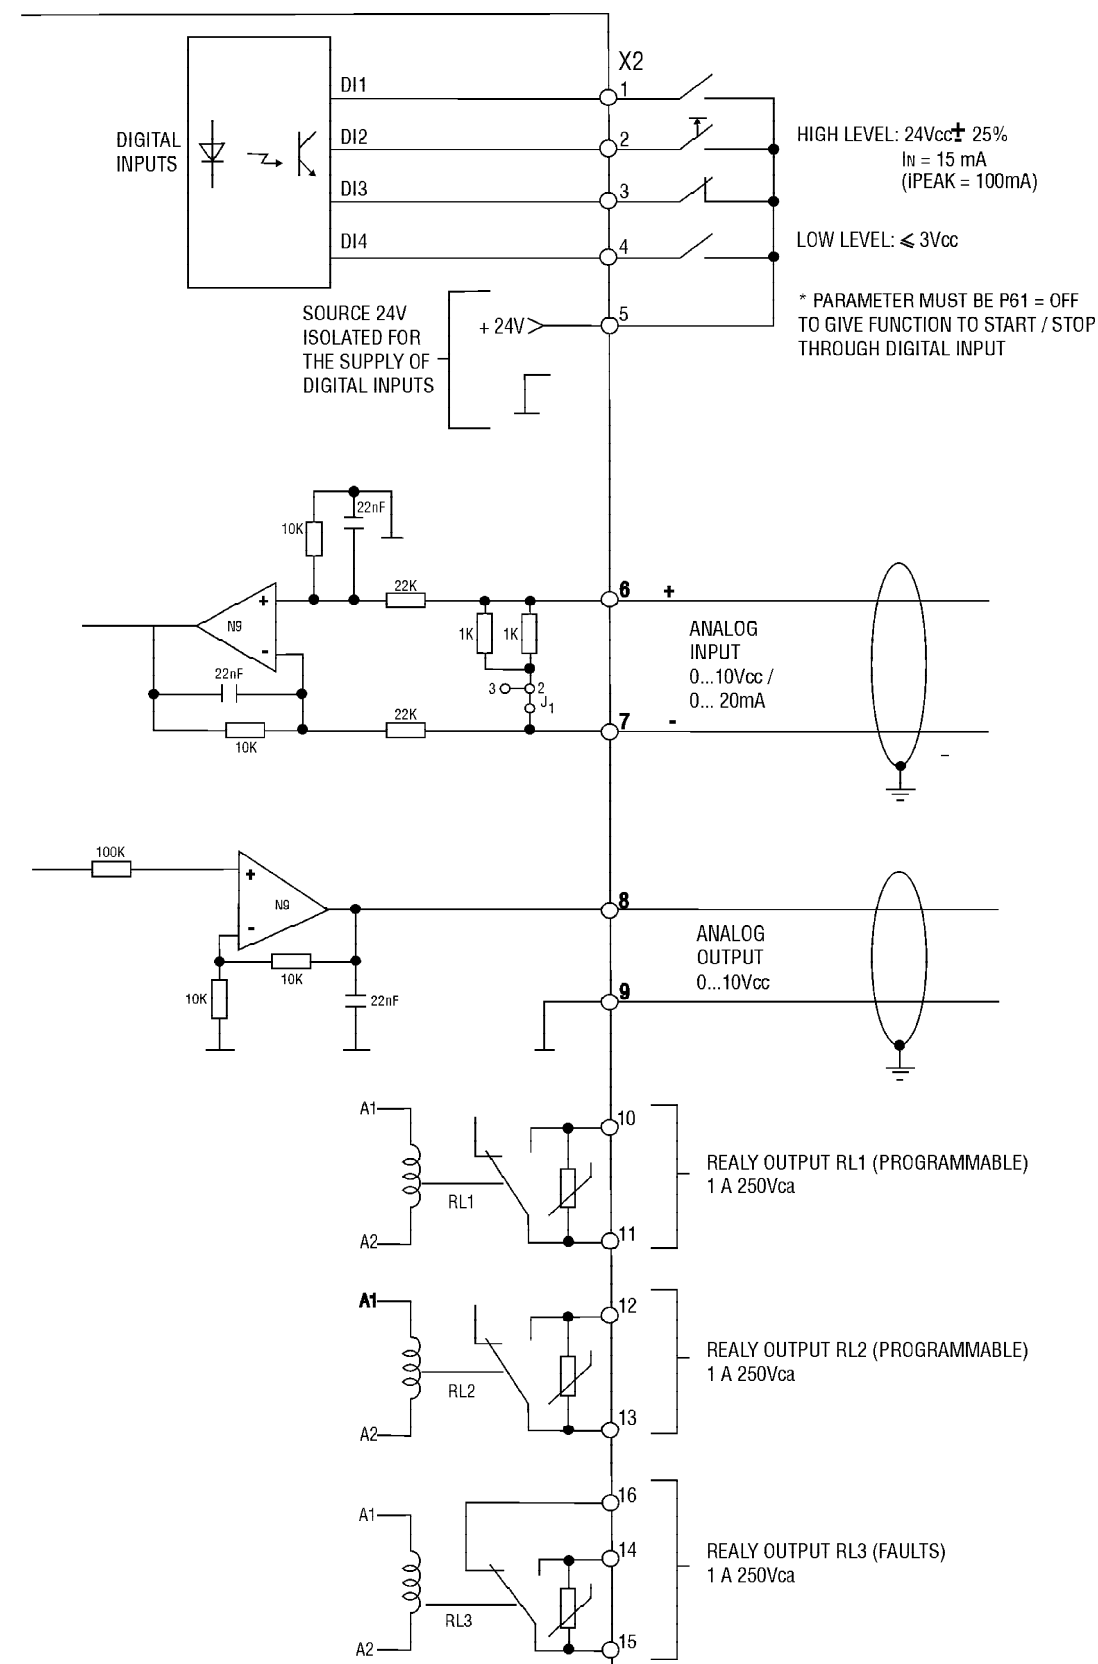 X2
DIGITAL
INPUTS
DI1
1
DI2
2
DI3
3
DI4
4
HIGH LEVEL: 24Vcc± 25%
IN = 15 mA
(iPEAK = 100mA)
LOW LEVEL: ⩽ 3Vcc
SOURCE 24V
ISOLATED FOR
THE SUPPLY OF
DIGITAL INPUTS
+ 24V
5
* PARAMETER MUST BE P61 = OFF
TO GIVE FUNCTION TO START / STOP
THROUGH DIGITAL INPUT
10K
22nF
22K
6
+
+
N9
-
1K
1K
22nF
3
2
J1
10K
22K
7
-
ANALOG
INPUT
0...10Vcc /
0... 20mA
–
100K
+
N9
-
10K
10K
22nF
8
9
ANALOG
OUTPUT
0...10Vcc
A1
RL1
A2
10
11
REALY OUTPUT RL1 (PROGRAMMABLE)
1 A 250Vca
A1
RL2
A2
12
13
REALY OUTPUT RL2 (PROGRAMMABLE)
1 A 250Vca
A1
RL3
A2
16
14
15
REALY OUTPUT RL3 (FAULTS)
1 A 250Vca